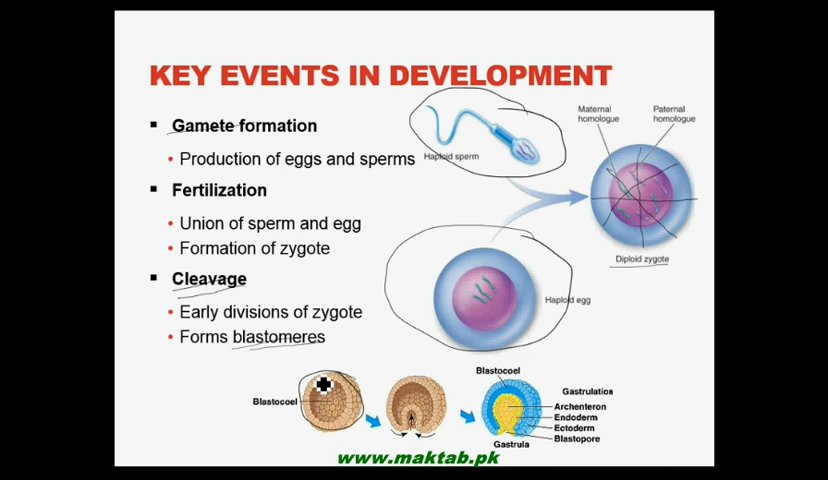 KEY EVENTS IN DEVELOPMENT
Gamete formation
Production of eggs and sperms
Fertilization
Union of sperm and egg
Formation of zygote
Cleavage
Early divisions of zygote
Forms blastomeres
Haploid sperm
Maternal
homologue
Paternal
homologue
Diploid zygote
Haploid egg
Blastocoel
Blastocoel
Gastrulation
Archenteron
Endoderm
Ectoderm
Blastopore
Gastrula
www.maktab.pk